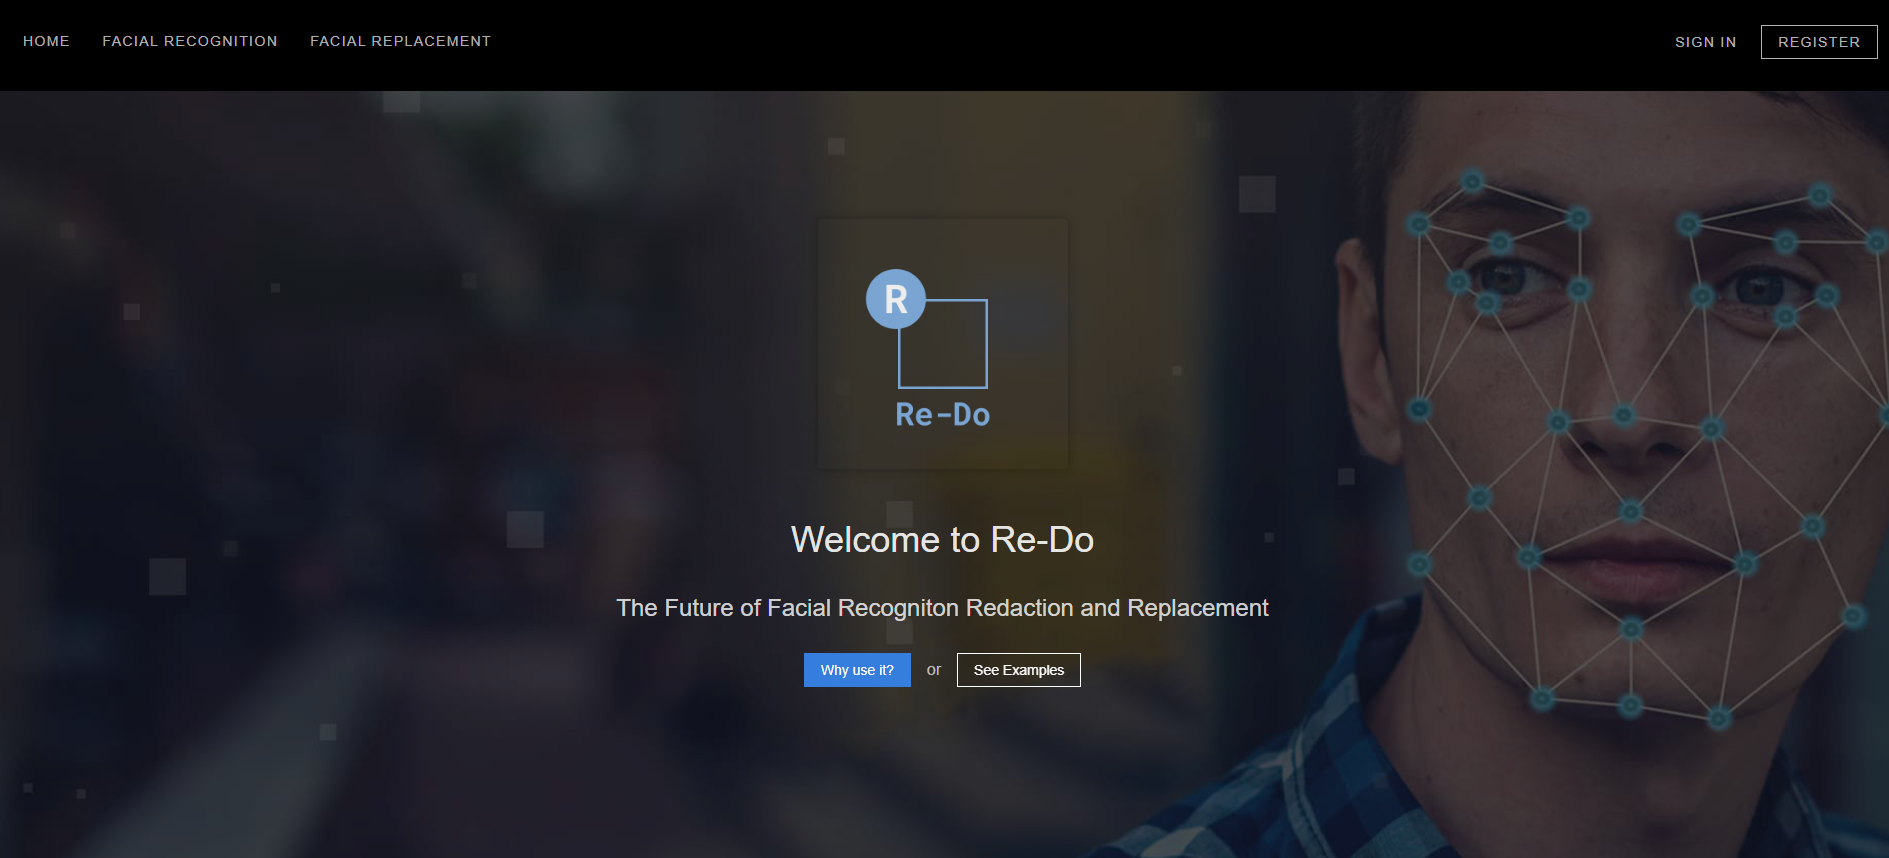 HOME FACIAL RECOGNITION FACIAL REPLACEMENT SIGN IN REGISTER
R
Re-Do
Welcome to Re-Do
The Future of Facial Recogniton Redaction and Replacement
Why use it? or See Examples